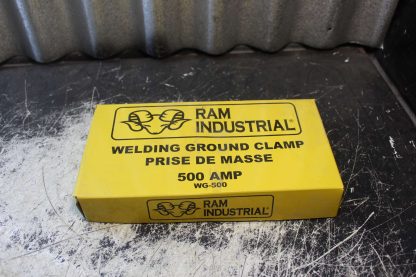 RAM
INDUSTRIAL®
WELDING GROUND CLAMP
PRISE DE MASSE
500 AMP
WG-500
RAM
INDUSTRIAL®